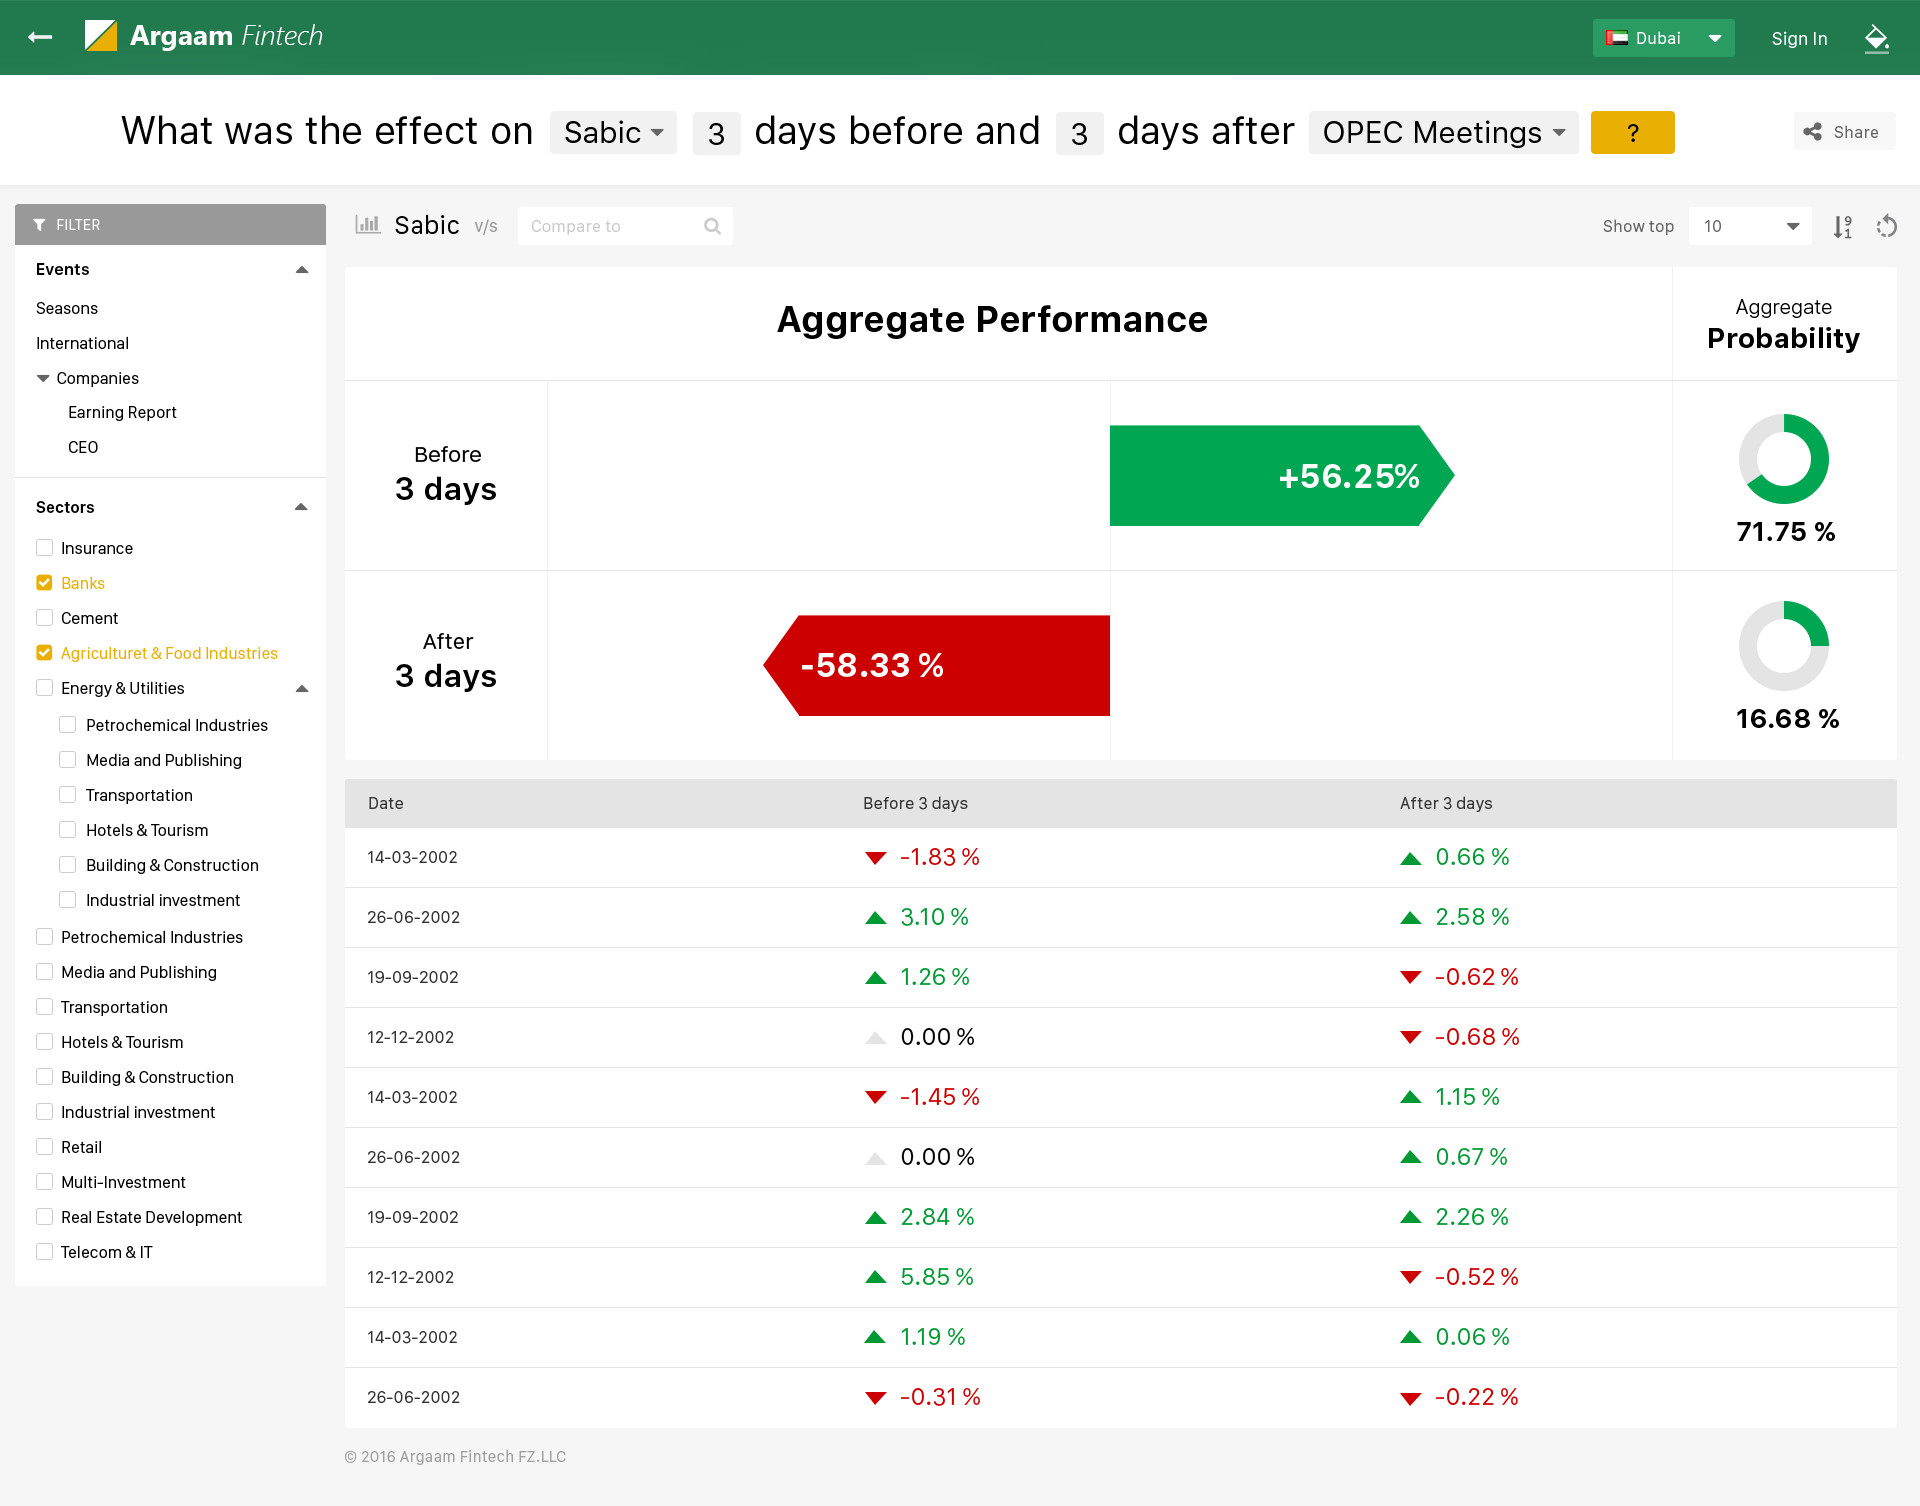 Argaam Fintech
Dubai
Sign In
What was the effect on Sabic 3 days before and 3 days after OPEC Meetings ?
Share
FILTER
Events
Seasons
International
Companies
Earning Report
CEO
Sectors
Insurance
Banks
Cement
Agriculturet & Food Industries
Energy & Utilities
Petrochemical Industries
Media and Publishing
Transportation
Hotels & Tourism
Building & Construction
Industrial investment
Petrochemical Industries
Media and Publishing
Transportation
Hotels & Tourism
Building & Construction
Industrial investment
Retail
Multi-Investment
Real Estate Development
Telecom & IT
Sabic v/s Compare to
Show top 10
9
1
Aggregate Performance
Aggregate
Probability
Before
3 days
+56.25%
71.75 %
After
3 days
-58.33 %
16.68 %
Date Before 3 days After 3 days
14-03-2002 -1.83 % 0.66 %
26-06-2002 3.10 % 2.58 %
19-09-2002 1.26 % -0.62 %
12-12-2002 0.00 % -0.68 %
14-03-2002 -1.45 % 1.15 %
26-06-2002 0.00 % 0.67 %
19-09-2002 2.84 % 2.26 %
12-12-2002 5.85 % -0.52 %
14-03-2002 1.19 % 0.06 %
26-06-2002 -0.31 % -0.22 %
© 2016 Argaam Fintech FZ.LLC